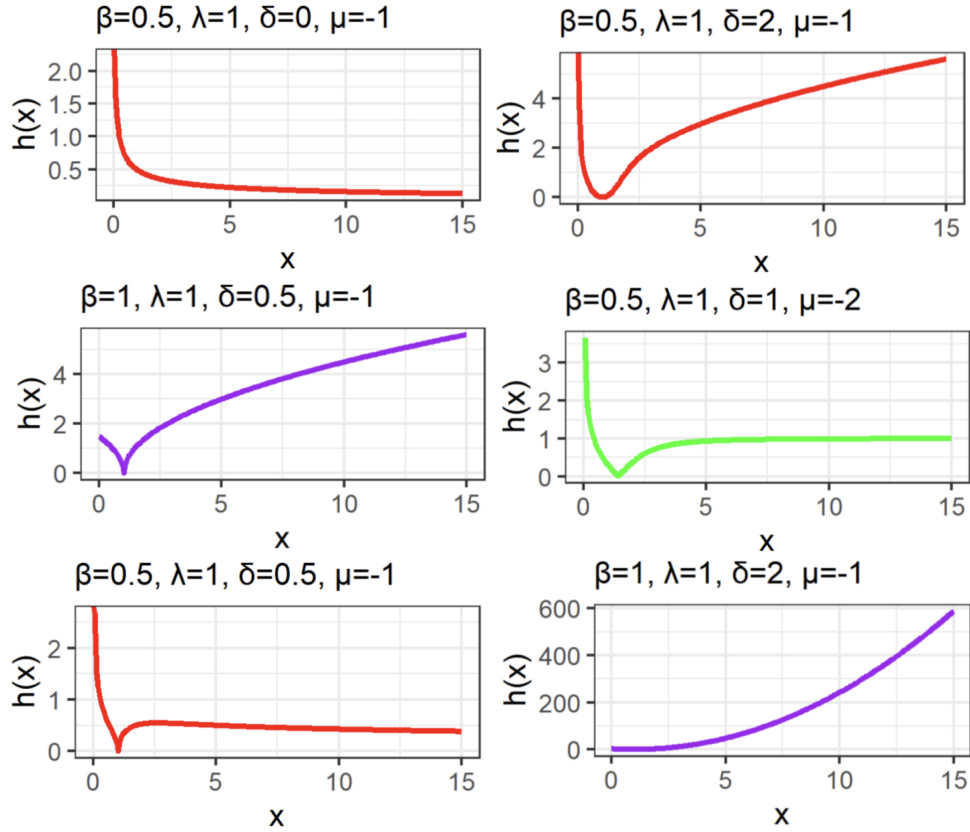 β=0.5, λ=1, δ=0, μ=-1
h(x)
2.0
1.5
1.0
0.5
0 5 10 15
x
β=0.5, λ=1, δ=2, μ=-1
h(x)
4
2
0
0 5 10 15
x
β=1, λ=1, δ=0.5, μ=-1
h(x)
4
2
0
0 5 10 15
x
β=0.5, λ=1, δ=1, μ=-2
h(x)
3
2
1
0
0 5 10 15
x
β=0.5, λ=1, δ=0.5, μ=-1
h(x)
2
1
0
0 5 10 15
x
β=1, λ=1, δ=2, μ=-1
h(x)
600
400
200
0
0 5 10 15
x